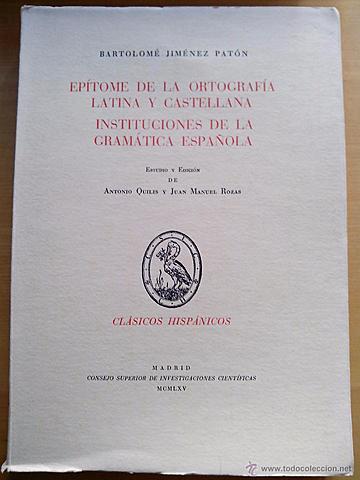 BARTOLOMÉ JIMÉNEZ PATÓN
EPÍTOME DE LA ORTOGRAFÍA
LATINA Y CASTELLANA
INSTITUCIONES DE LA
GRAMÁTICA ESPAÑOLA
ESTUDIO Y EDICIÓN
DE
ANTONIO QUILIS Y JUAN MANUEL ROZAS
CLÁSICOS HISPÁNICOS
MADRID
CONSEJO SUPERIOR DE INVESTIGACIONES CIENTÍFICAS
MCMLXV
© www.todocoleccion.net